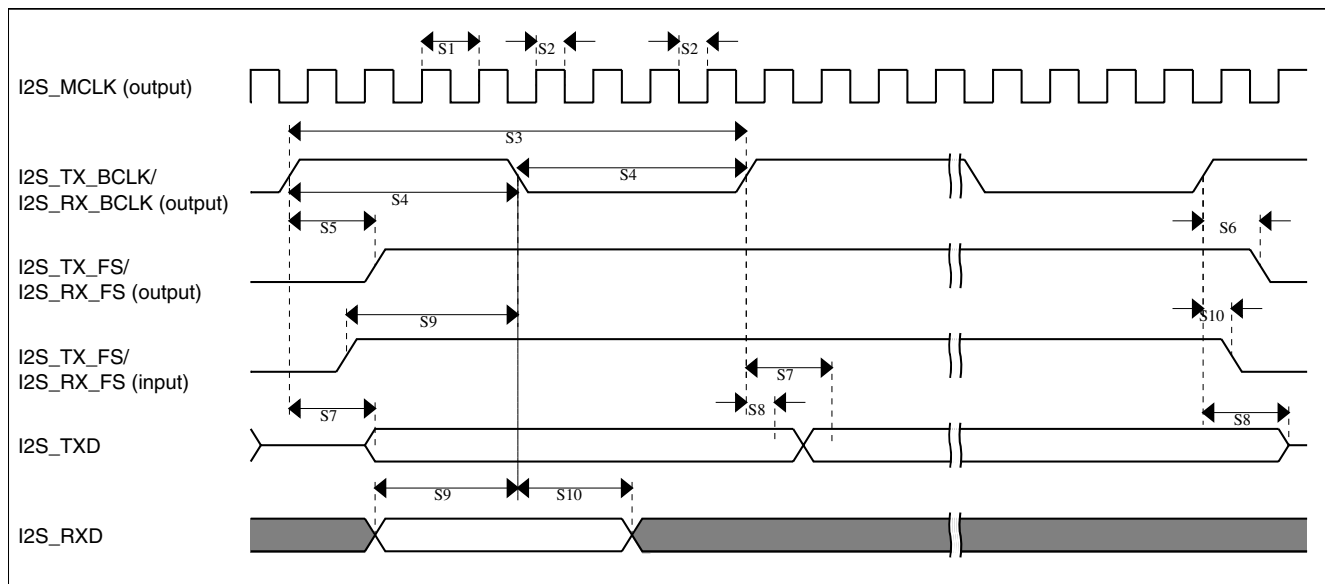 S1 S2 S2
I2S_MCLK (output)
S3
I2S_TX_BCLK/
I2S_RX_BCLK (output)
S4
S4
S5 S6
I2S_TX_FS/
I2S_RX_FS (output)
S9 S10
I2S_TX_FS/
I2S_RX_FS (input)
S7
S7 S8 S8
I2S_TXD
S9 S10
I2S_RXD